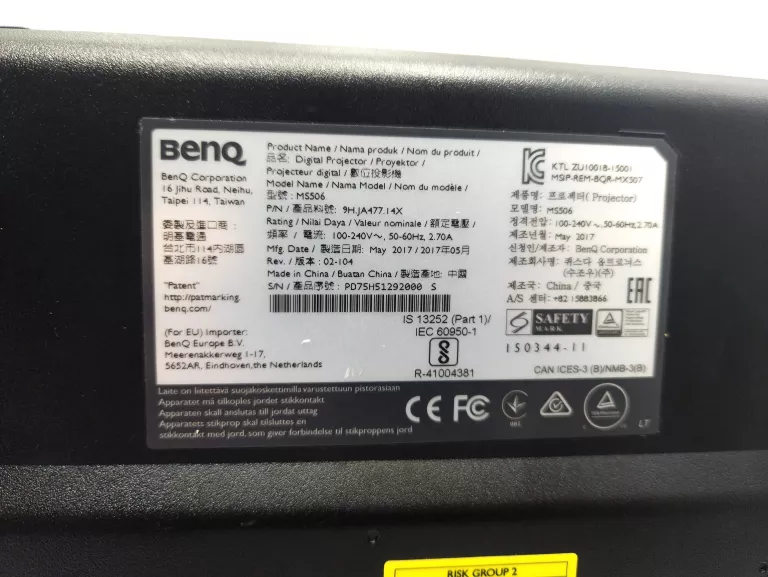 BenQ
BenQ Corporation
16 Jihu Road, Neihu,
Taipei 114, Taiwan
委製及進口商：
明基電通
台北市114內湖區
基湖路16號
"Patent"
http://patmarking.
benq.com/
(For EU) Importer:
BenQ Europe B.V.
Meerenakkerweg 1-17,
5652AR, Eindhoven,the Netherlands
Product Name / Nama produk / Nom du produit /
品名: Digital Projector / Proyektor /
Projecteur digital / 數位投影機
Model Name / Nama Model / Nom du modèle /
型號: MS506
P/N / 產品料號: 9H.JA477.14X
Rating / Nilai Daya / Valeur nominale / 額定電壓/
頻率 / 電流: 100-240V~, 50-60Hz, 2.70A
Mfg. Date / 製造日期: May 2017 / 2017年05月
Rev. / 版本: 02-104
Made in China / Buatan China / 製造產地: 中國
S/N / 產品序號: PD75H51292000 S
IS 13252 (Part 1)/
IEC 60950-1
R-41004381
KTL ZU10018-15001
MSIP-REM-BQR-MX507
제품명: 프로젝터( Projector)
모델명: MS506
정격전압: 100-240V~, 50-60Hz, 2.70A
제조년월: May 2017
신청인/제조자: BenQ Corporation
제조회사명: 퀴스다 옵트로닉스
(수조우)(주)
제조국: China / 중국
A/S 센터: +82 15883866
EAC
SAFETY
MARK
IS0344-11
CAN ICES-3 (B)/NMB-3(B)
Laite on liitettävä suojakoskettimilla varustettuun pistorasiaan
Apparatet må tilkoples jordet stikkontakt
Apparaten skall anslutas till jordat uttag
Apparatets stikprop skal tilsluttes en
stikkontakt med jord, som giver forbindelse til stikproppens jord
CE FC
LT
RISK GROUP 2